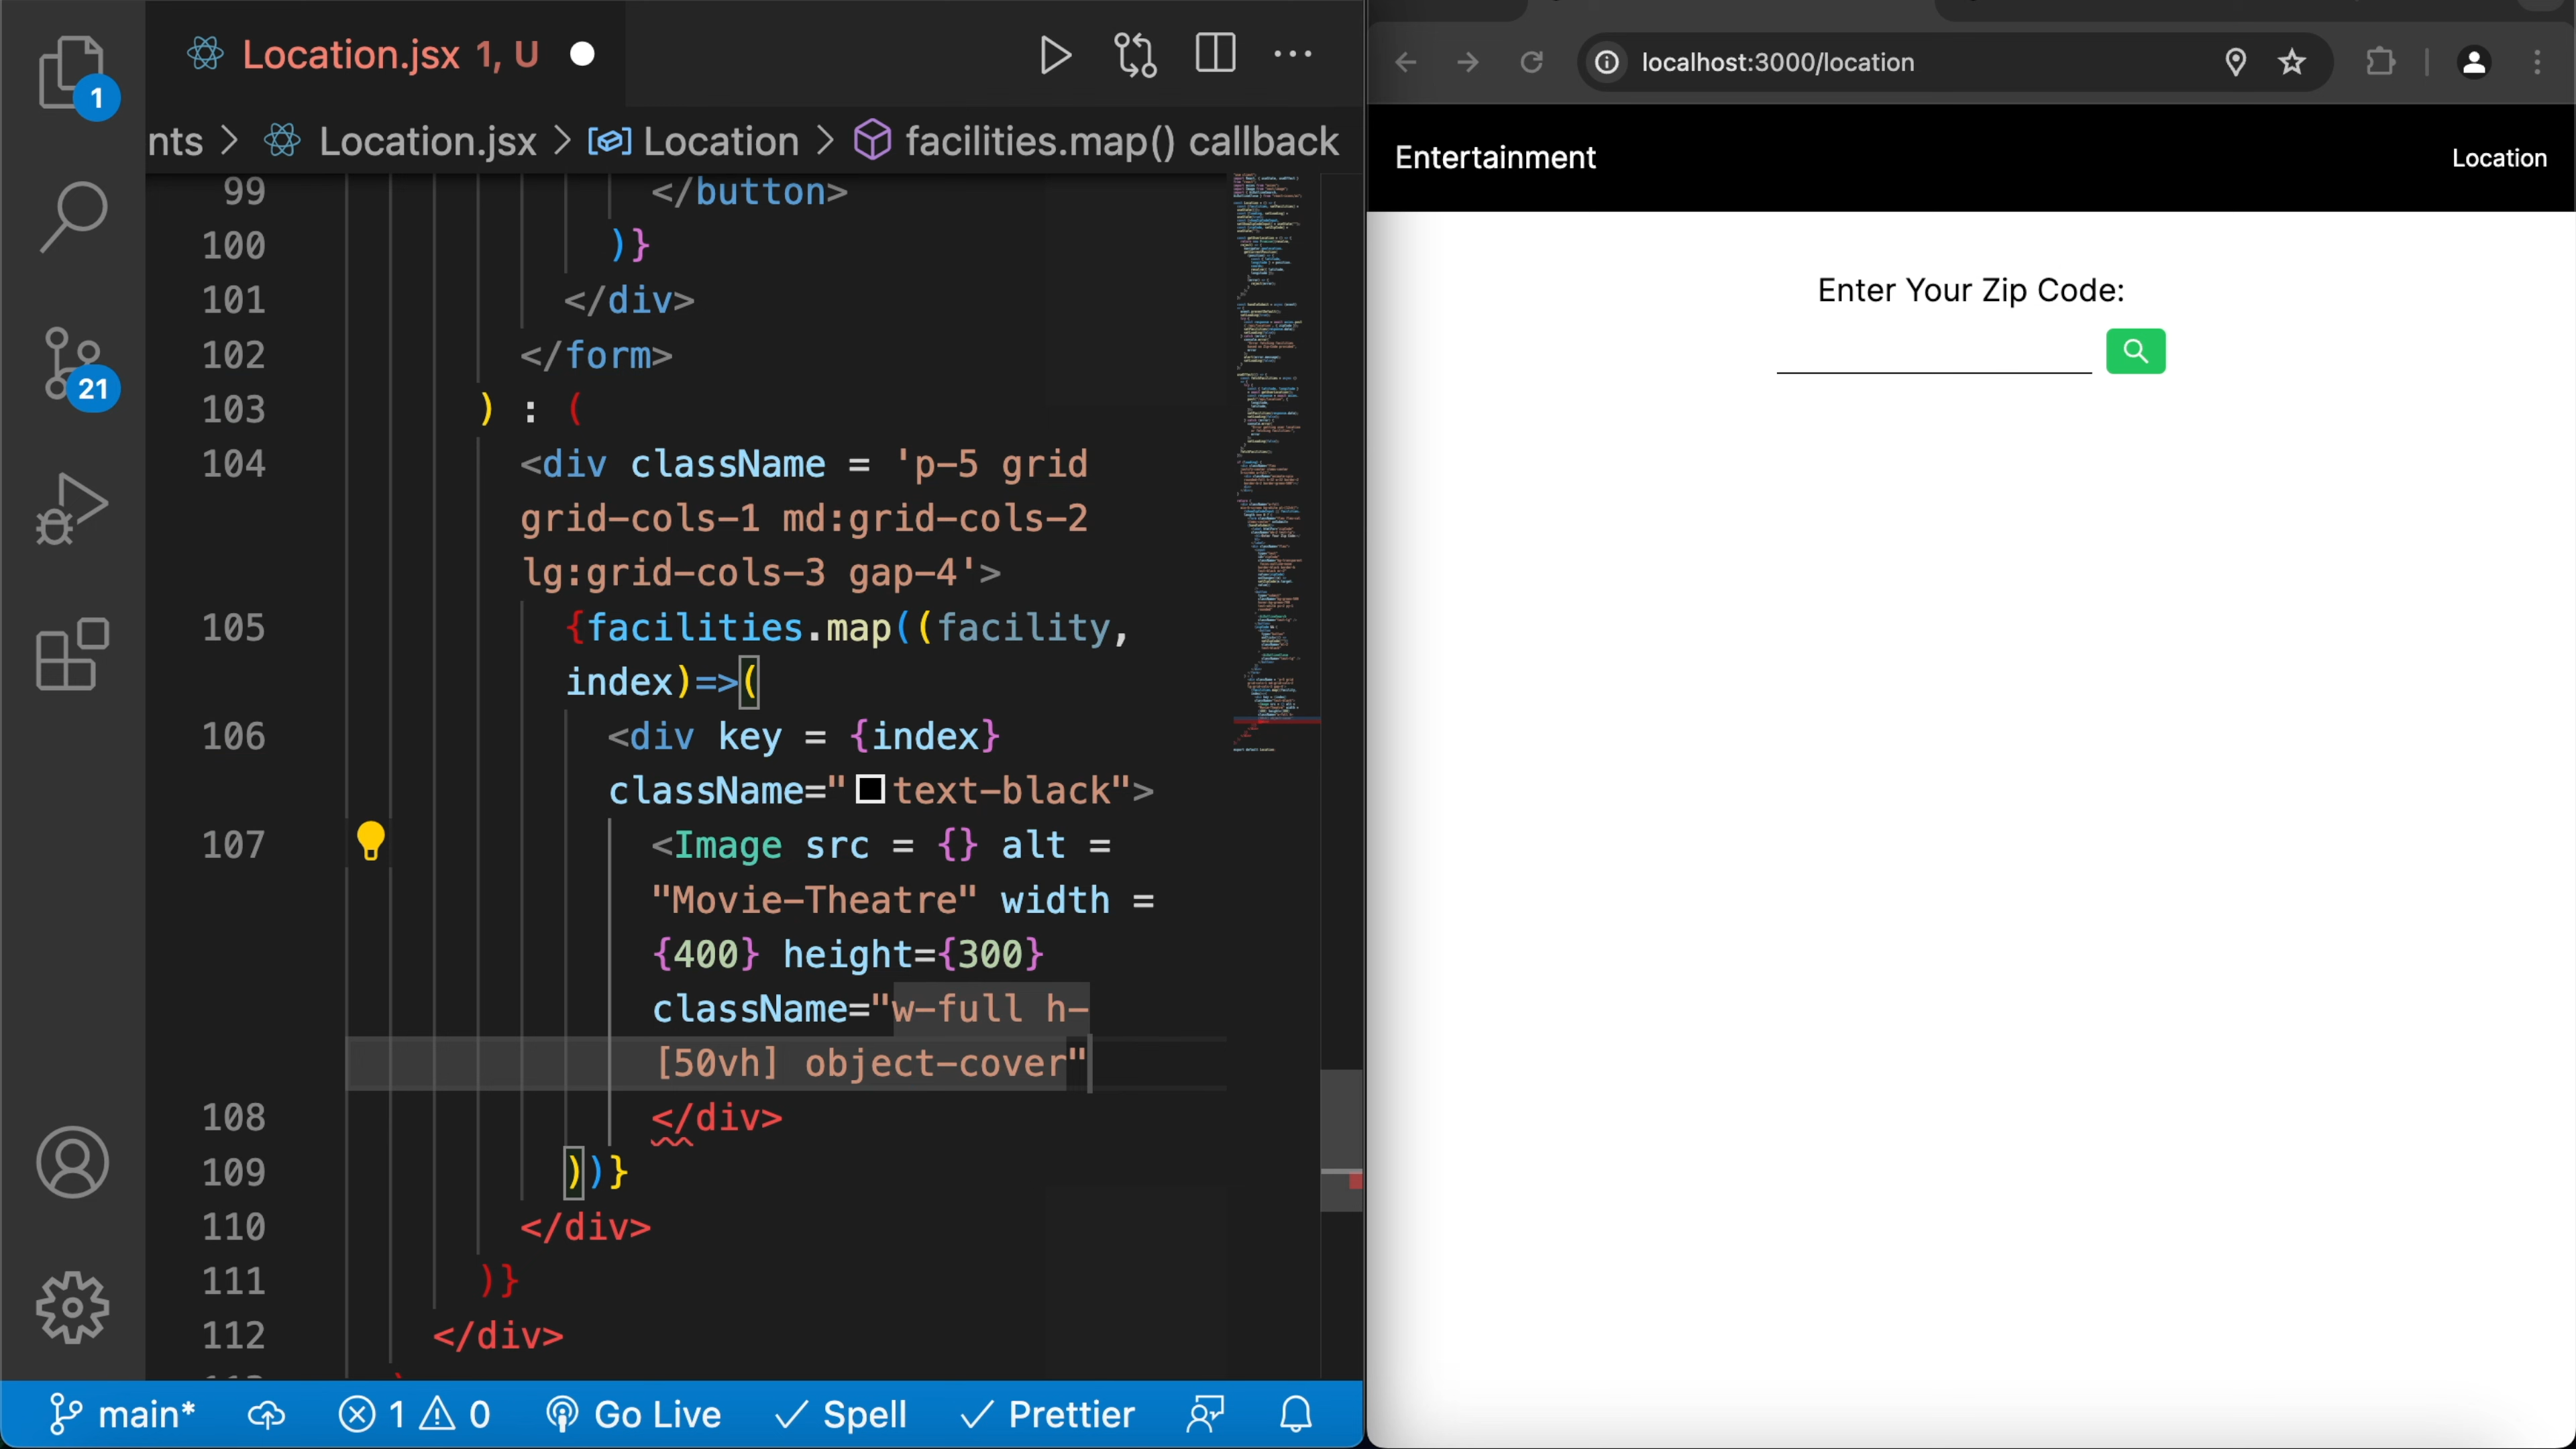 Location.jsx 1, U
1
nts > Location.jsx > Location > facilities.map() callback
99 </button>
100 )}
101 </div>
102 </form>
103 ) : (
104 <div className = 'p-5 grid
grid-cols-1 md:grid-cols-2
lg:grid-cols-3 gap-4'>
105 {facilities.map((facility,
index)=>(
106 <div key = {index}
className="text-black">
107 <Image src = {} alt =
"Movie-Theatre" width =
{400} height={300}
className="w-full h-
[50vh] object-cover"
108 </div>
109 ))}
110 </div>
111 )}
112 </div>
21
main* 1 0 Go Live Spell Prettier
localhost:3000/location
Entertainment
Location
Enter Your Zip Code: